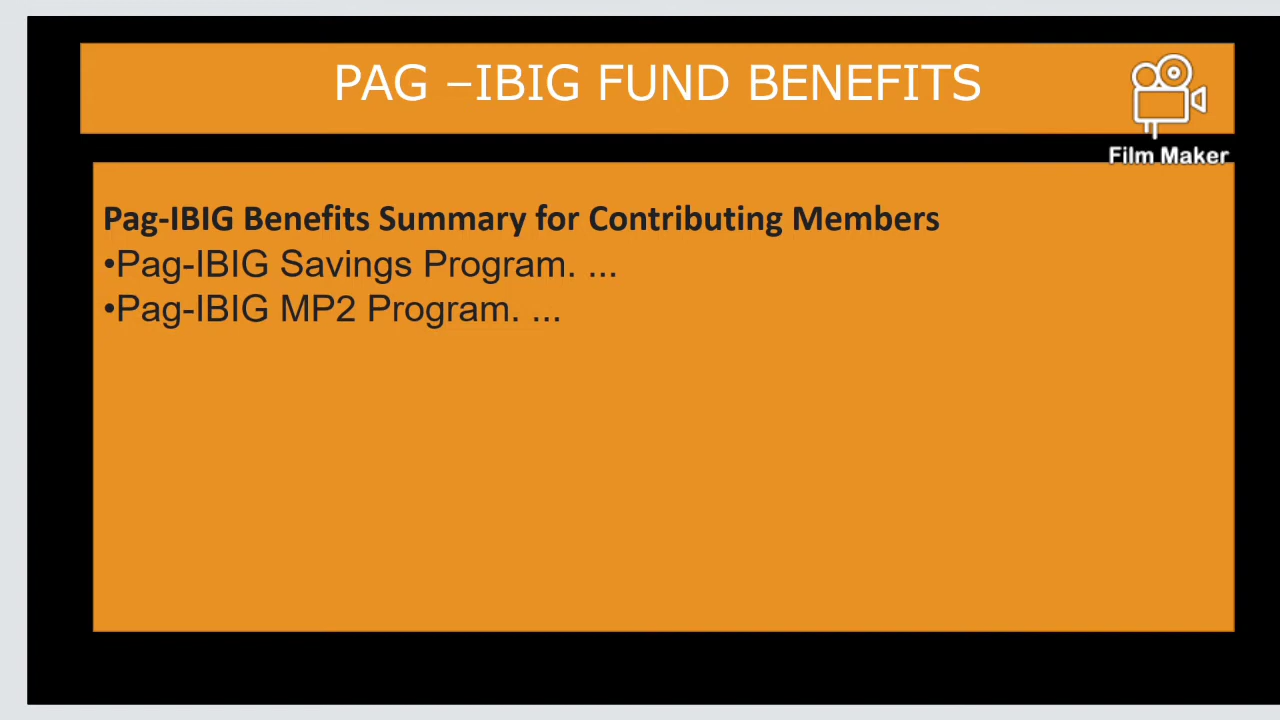 PAG –IBIG FUND BENEFITS
Film Maker
Pag-IBIG Benefits Summary for Contributing Members
•Pag-IBIG Savings Program. ...
•Pag-IBIG MP2 Program. ...